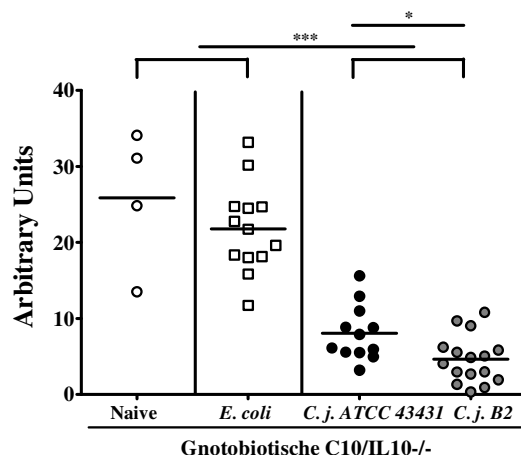 *
***
40
30
20
10
0
Arbitrary Units
Naive E. coli C. j. ATCC 43431 C. j. B2
Gnotobiotische C10/IL10-/-